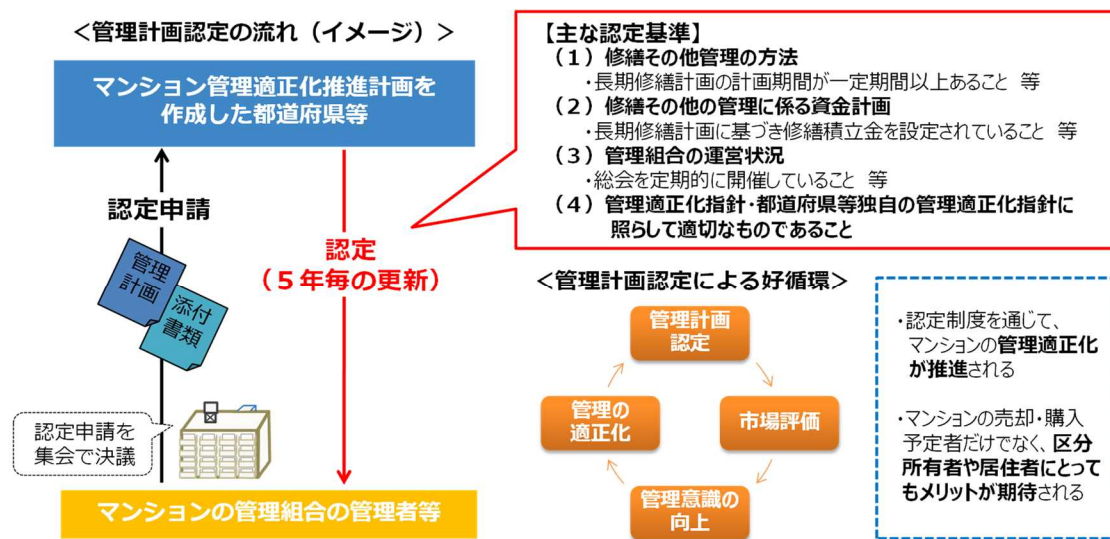 ＜管理計画認定の流れ（イメージ）＞
マンション管理適正化推進計画を
作成した都道府県等
認定申請
管理
計画
添付
書類
認定
（５年毎の更新）
認定申請を
集会で決議
マンションの管理組合の管理者等
【主な認定基準】
（１）修繕その他管理の方法
・長期修繕計画の計画期間が一定期間以上あること　等
（２）修繕その他の管理に係る資金計画
・長期修繕計画に基づき修繕積立金を設定されていること　等
（３）管理組合の運営状況
・総会を定期的に開催していること　等
（４）管理適正化指針・都道府県等独自の管理適正化指針に
照らして適切なものであること
＜管理計画認定による好循環＞
管理計画
認定
市場評価
管理意識の
向上
管理の
適正化
・認定制度を通じて、
マンションの管理適正化
が推進される
・マンションの売却・購入
予定者だけでなく、区分
所有者や居住者にとって
もメリットが期待される